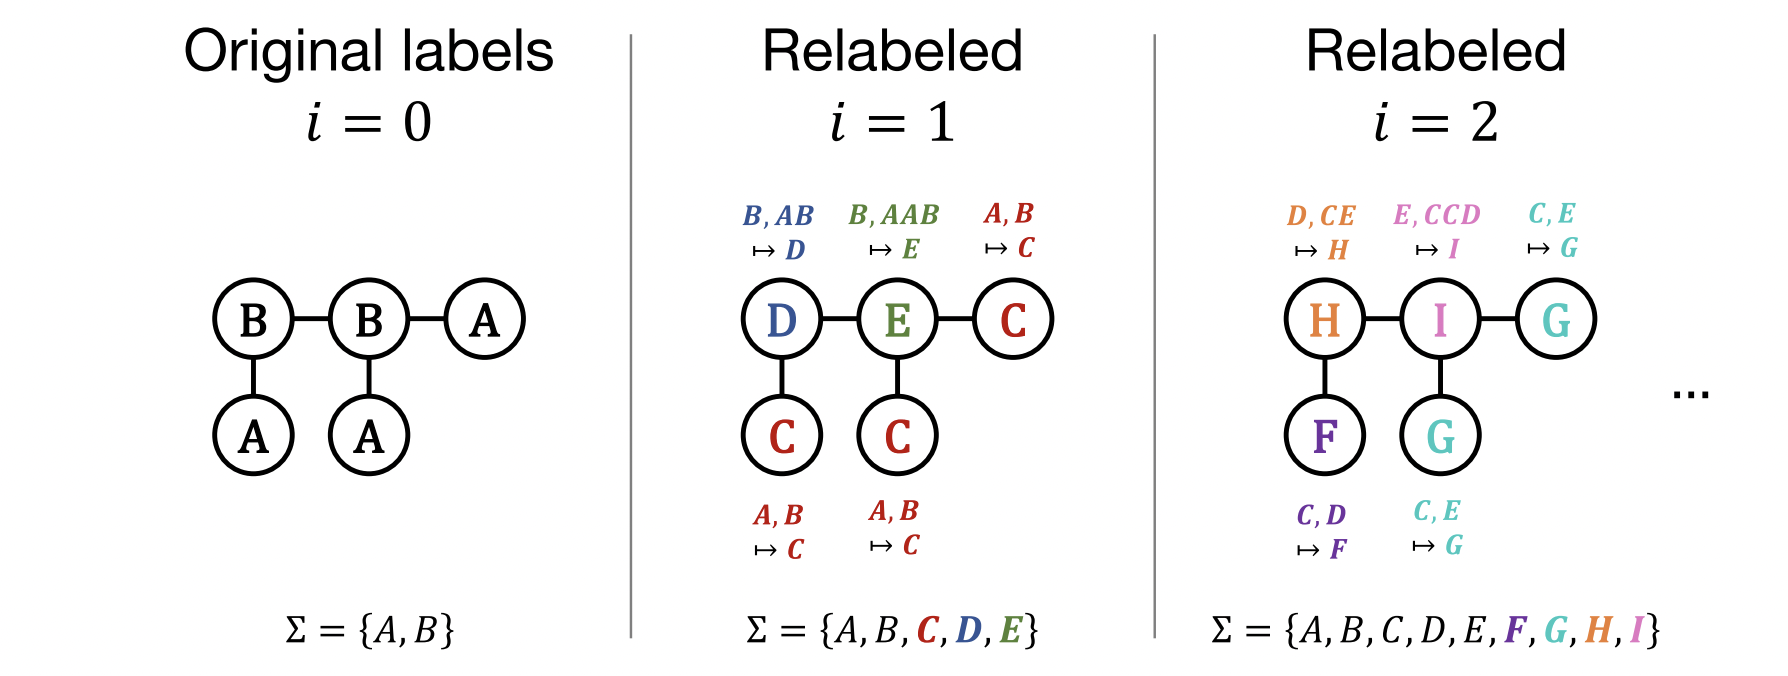 Original labels
i = 0
B B A
A A
Σ = {A, B}
Relabeled
i = 1
B, AB ↦ D
B, AAB ↦ E
A, B ↦ C
D E C
C C
A, B ↦ C
A, B ↦ C
Σ = {A, B, C, D, E}
Relabeled
i = 2
D, CE ↦ H
E, CCD ↦ I
C, E ↦ G
H I G
F G
C, D ↦ F
C, E ↦ G
Σ = {A, B, C, D, E, F, G, H, I}
...